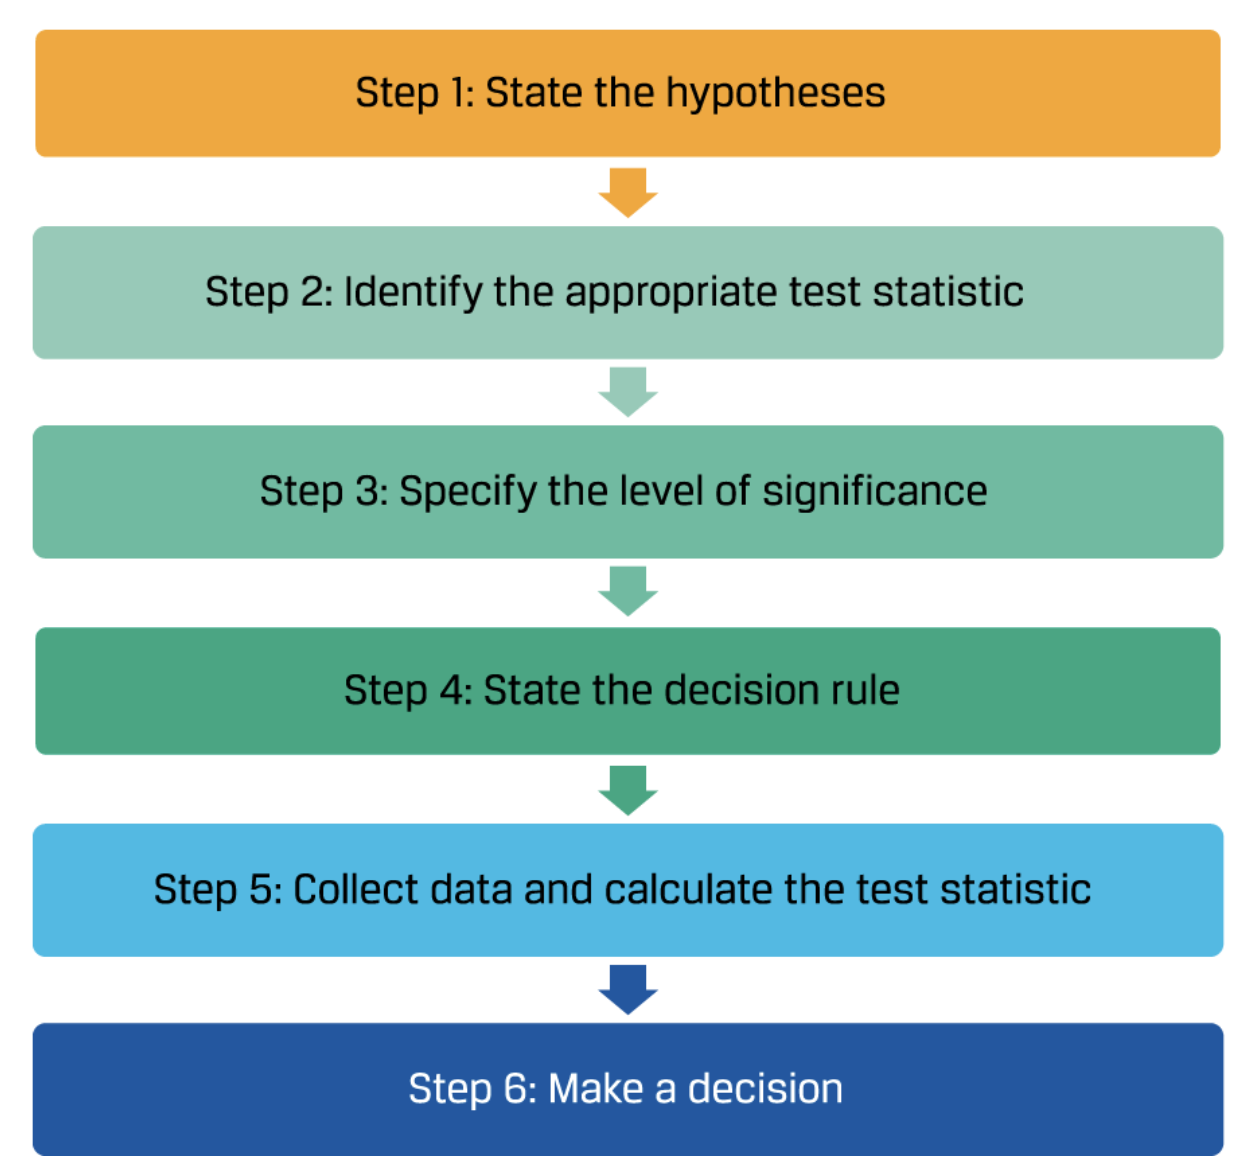 Step 1: State the hypotheses
Step 2: Identify the appropriate test statistic
Step 3: Specify the level of significance
Step 4: State the decision rule
Step 5: Collect data and calculate the test statistic
Step 6: Make a decision